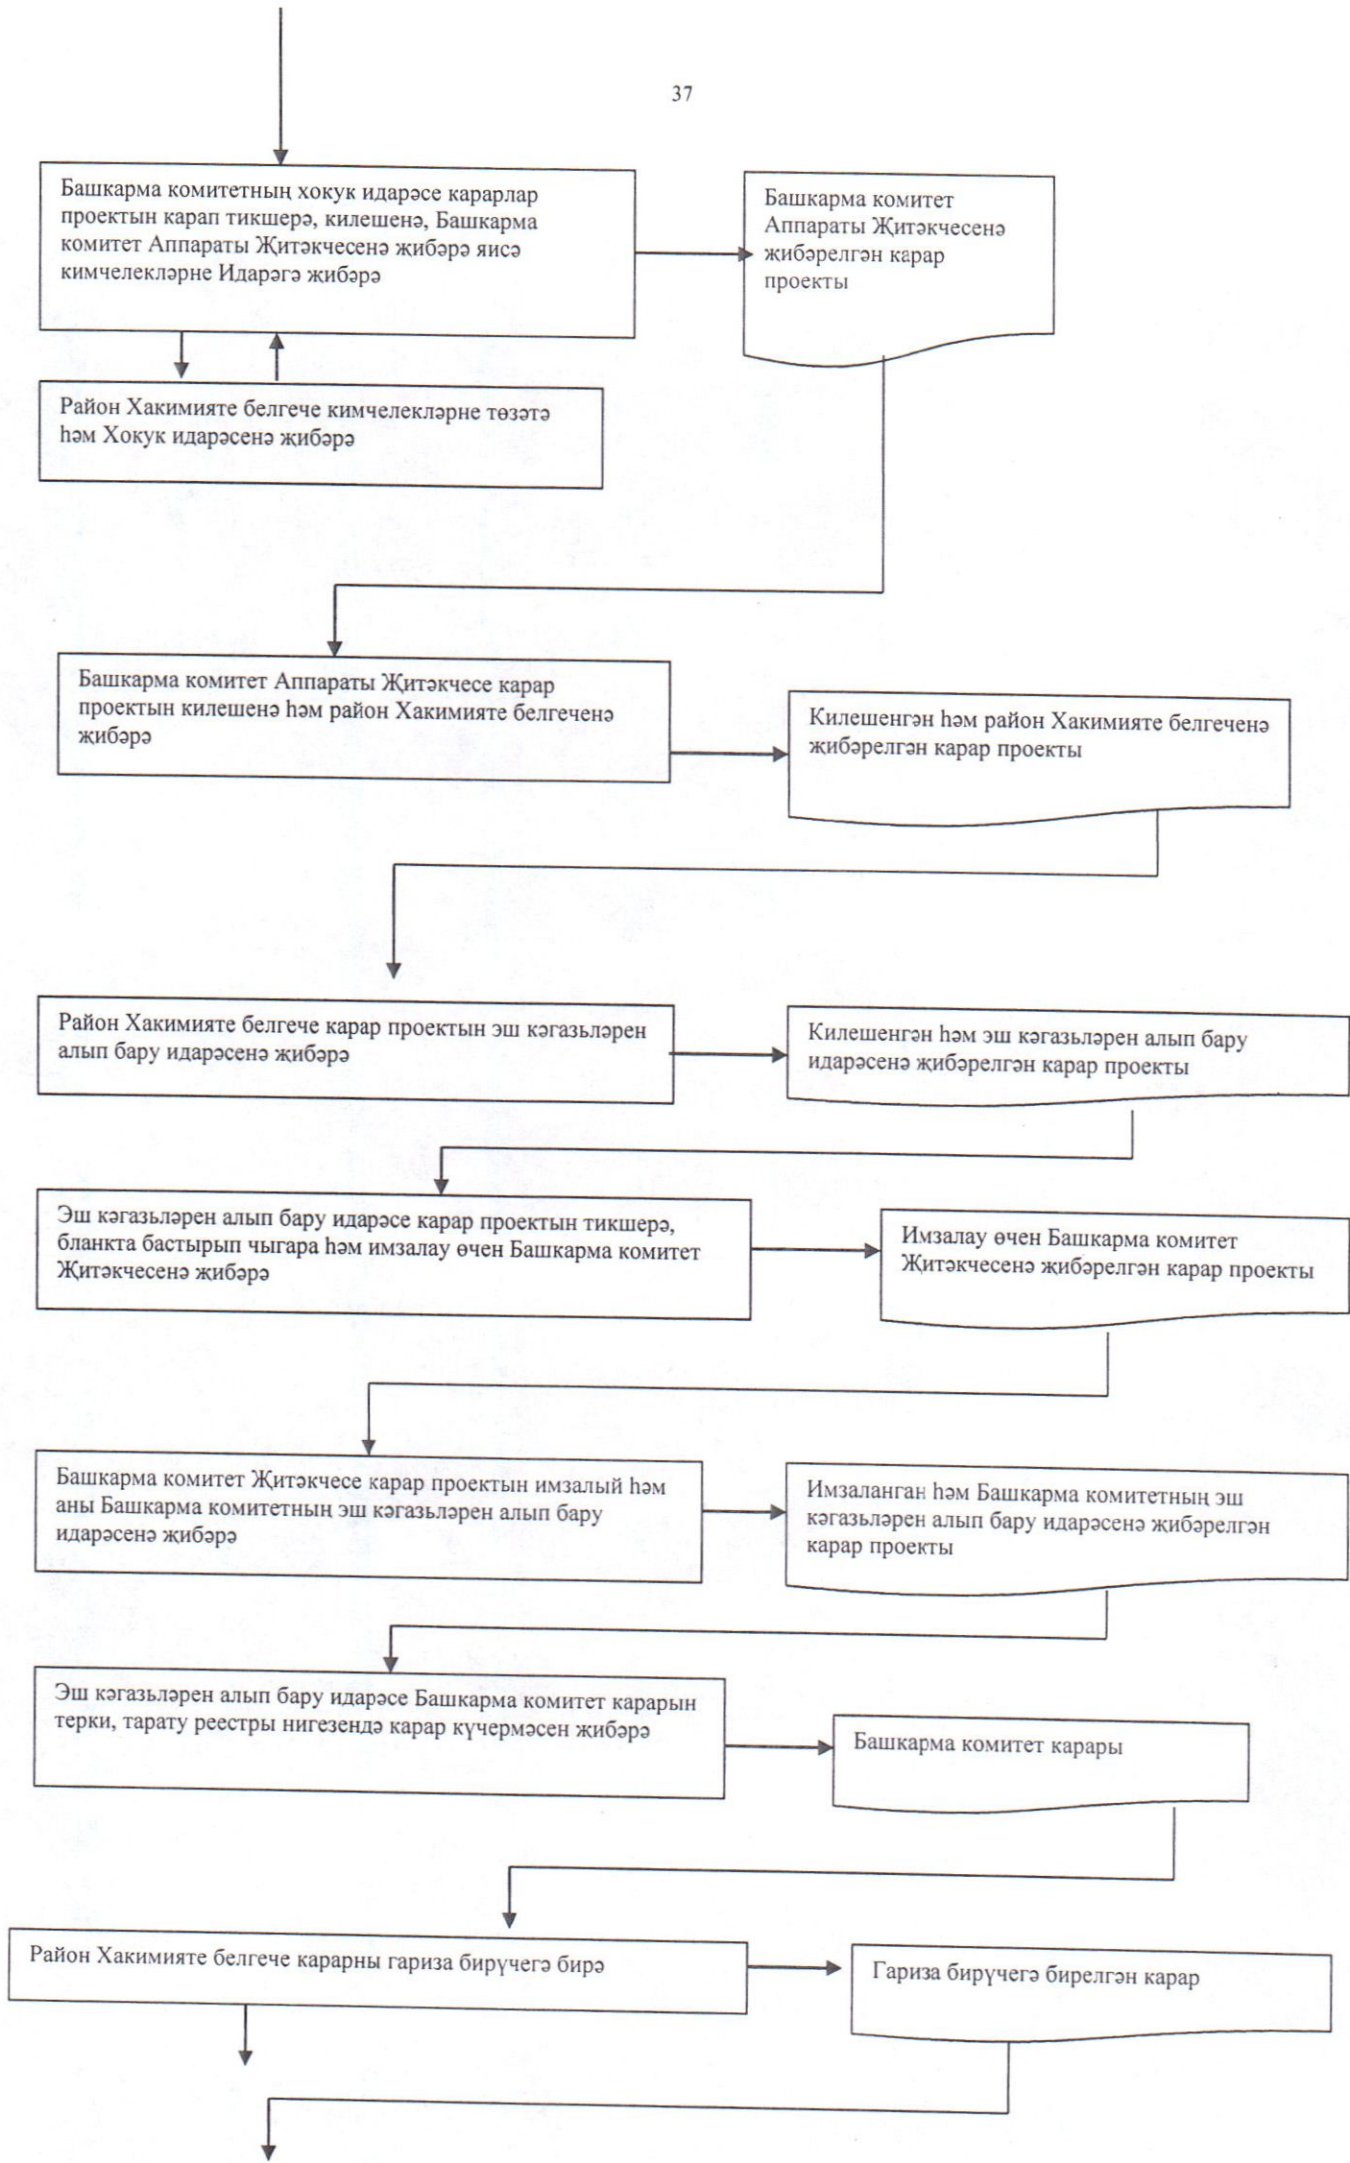 37
Башкарма комитетның хокук идарәсе карарлар
проектын карап тикшерә, килешенә, Башкарма
комитет Аппараты Җитәкчесенә җибәрә яисә
кимчелекләрне Идарәгә җибәрә
Башкарма комитет
Аппараты Җитәкчесенә
җибәрелгән карар
проекты
Район Хакимияте белгече кимчелекләрне төзәтә
һәм Хокук идарәсенә җибәрә
Башкарма комитет Аппараты Җитәкчесе карар
проектын килешенә һәм район Хакимияте белгеченә
җибәрә
Килешенгән һәм район Хакимияте белгеченә
җибәрелгән карар проекты
Район Хакимияте белгече карар проектын эш кәгазьләрен
алып бару идарәсенә җибәрә
Килешенгән һәм эш кәгазьләрен алып бару
идарәсенә җибәрелгән карар проекты
Эш кәгазьләрен алып бару идарәсе карар проектын тикшерә,
бланкта бастырып чыгара һәм имзалау өчен Башкарма комитет
Җитәкчесенә җибәрә
Имзалау өчен Башкарма комитет
Җитәкчесенә җибәрелгән карар проекты
Башкарма комитет Җитәкчесе карар проектын имзалый һәм
аны Башкарма комитетның эш кәгазьләрен алып бару
идарәсенә җибәрә
Имзаланган һәм Башкарма комитетның эш
кәгазьләрен алып бару идарәсенә җибәрелгән
карар проекты
Эш кәгазьләрен алып бару идарәсе Башкарма комитет карарын
терки, тарату реестры нигезендә карар күчермәсен җибәрә
Башкарма комитет карары
Район Хакимияте белгече карарны гариза бирүчегә бирә
Гариза бирүчегә бирелгән карар